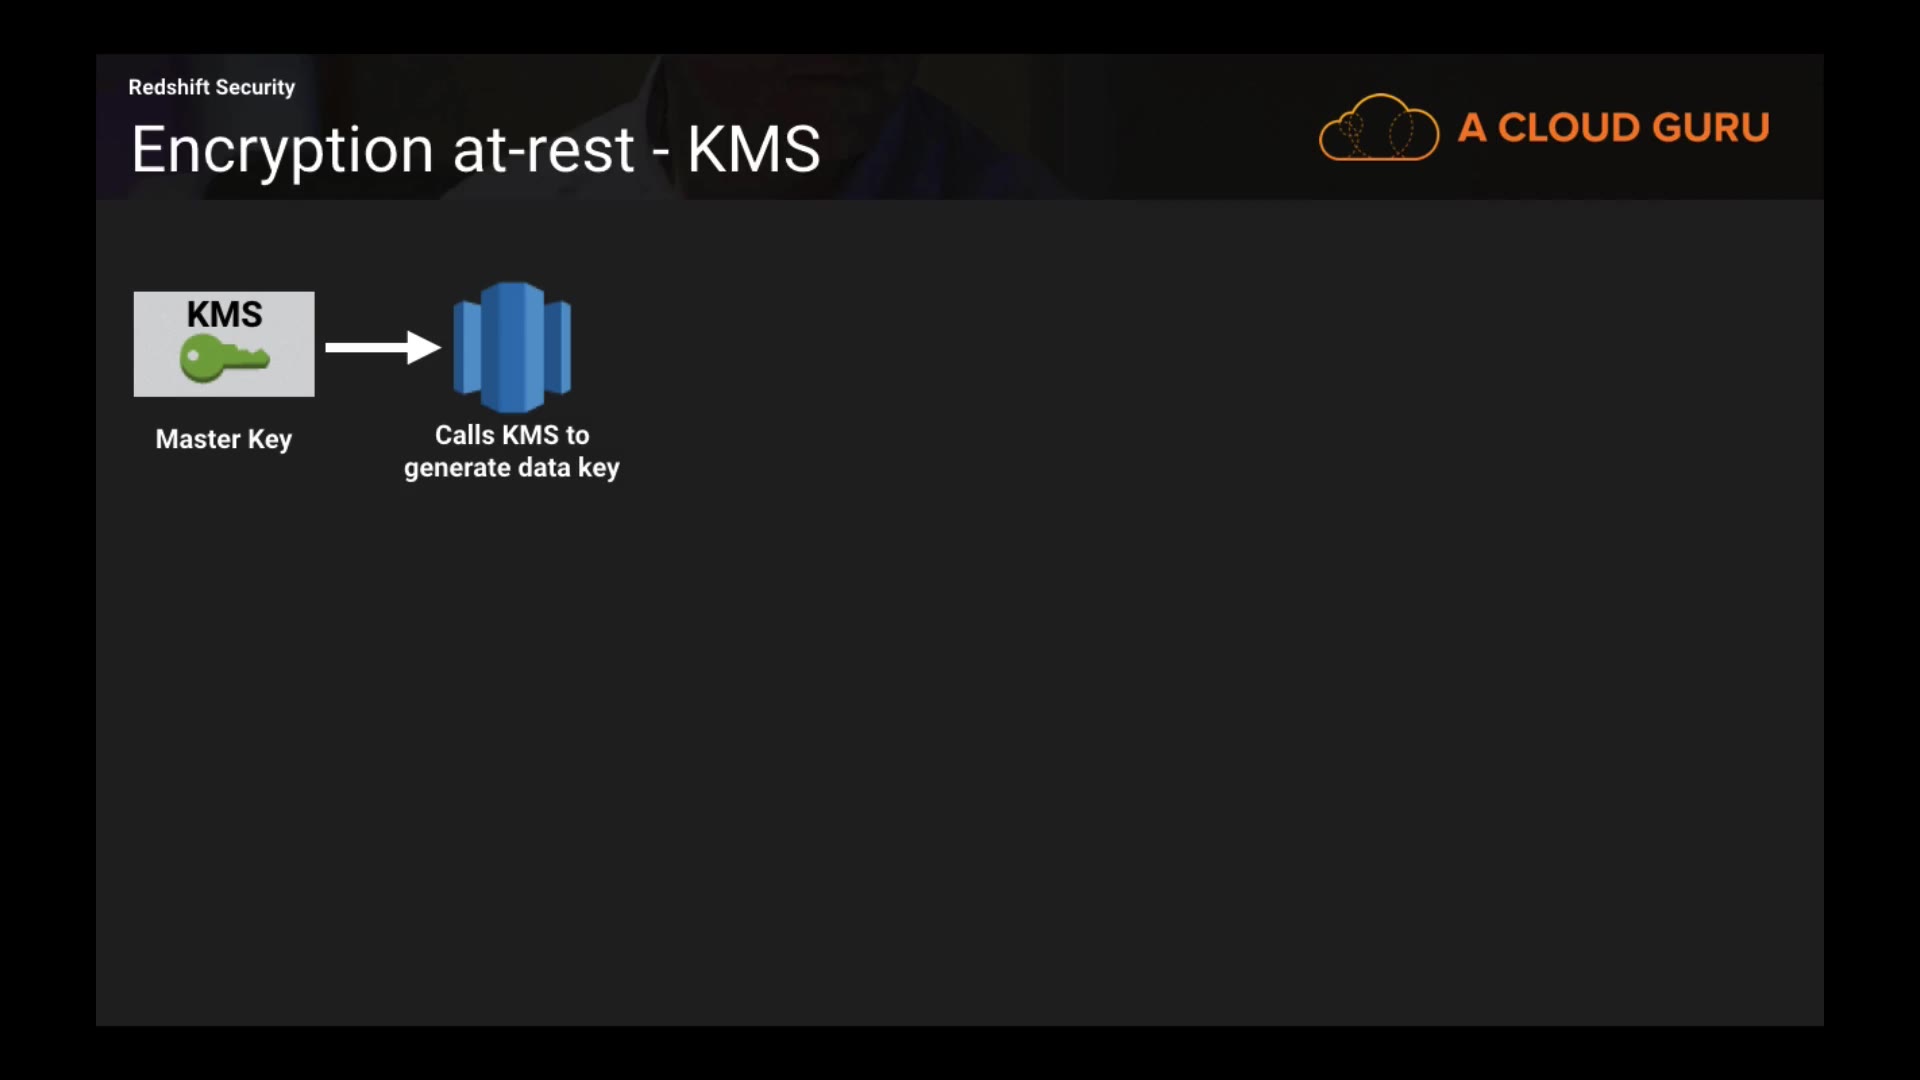 Redshift Security
Encryption at-rest - KMS
A CLOUD GURU
KMS
Master Key
Calls KMS to
generate data key